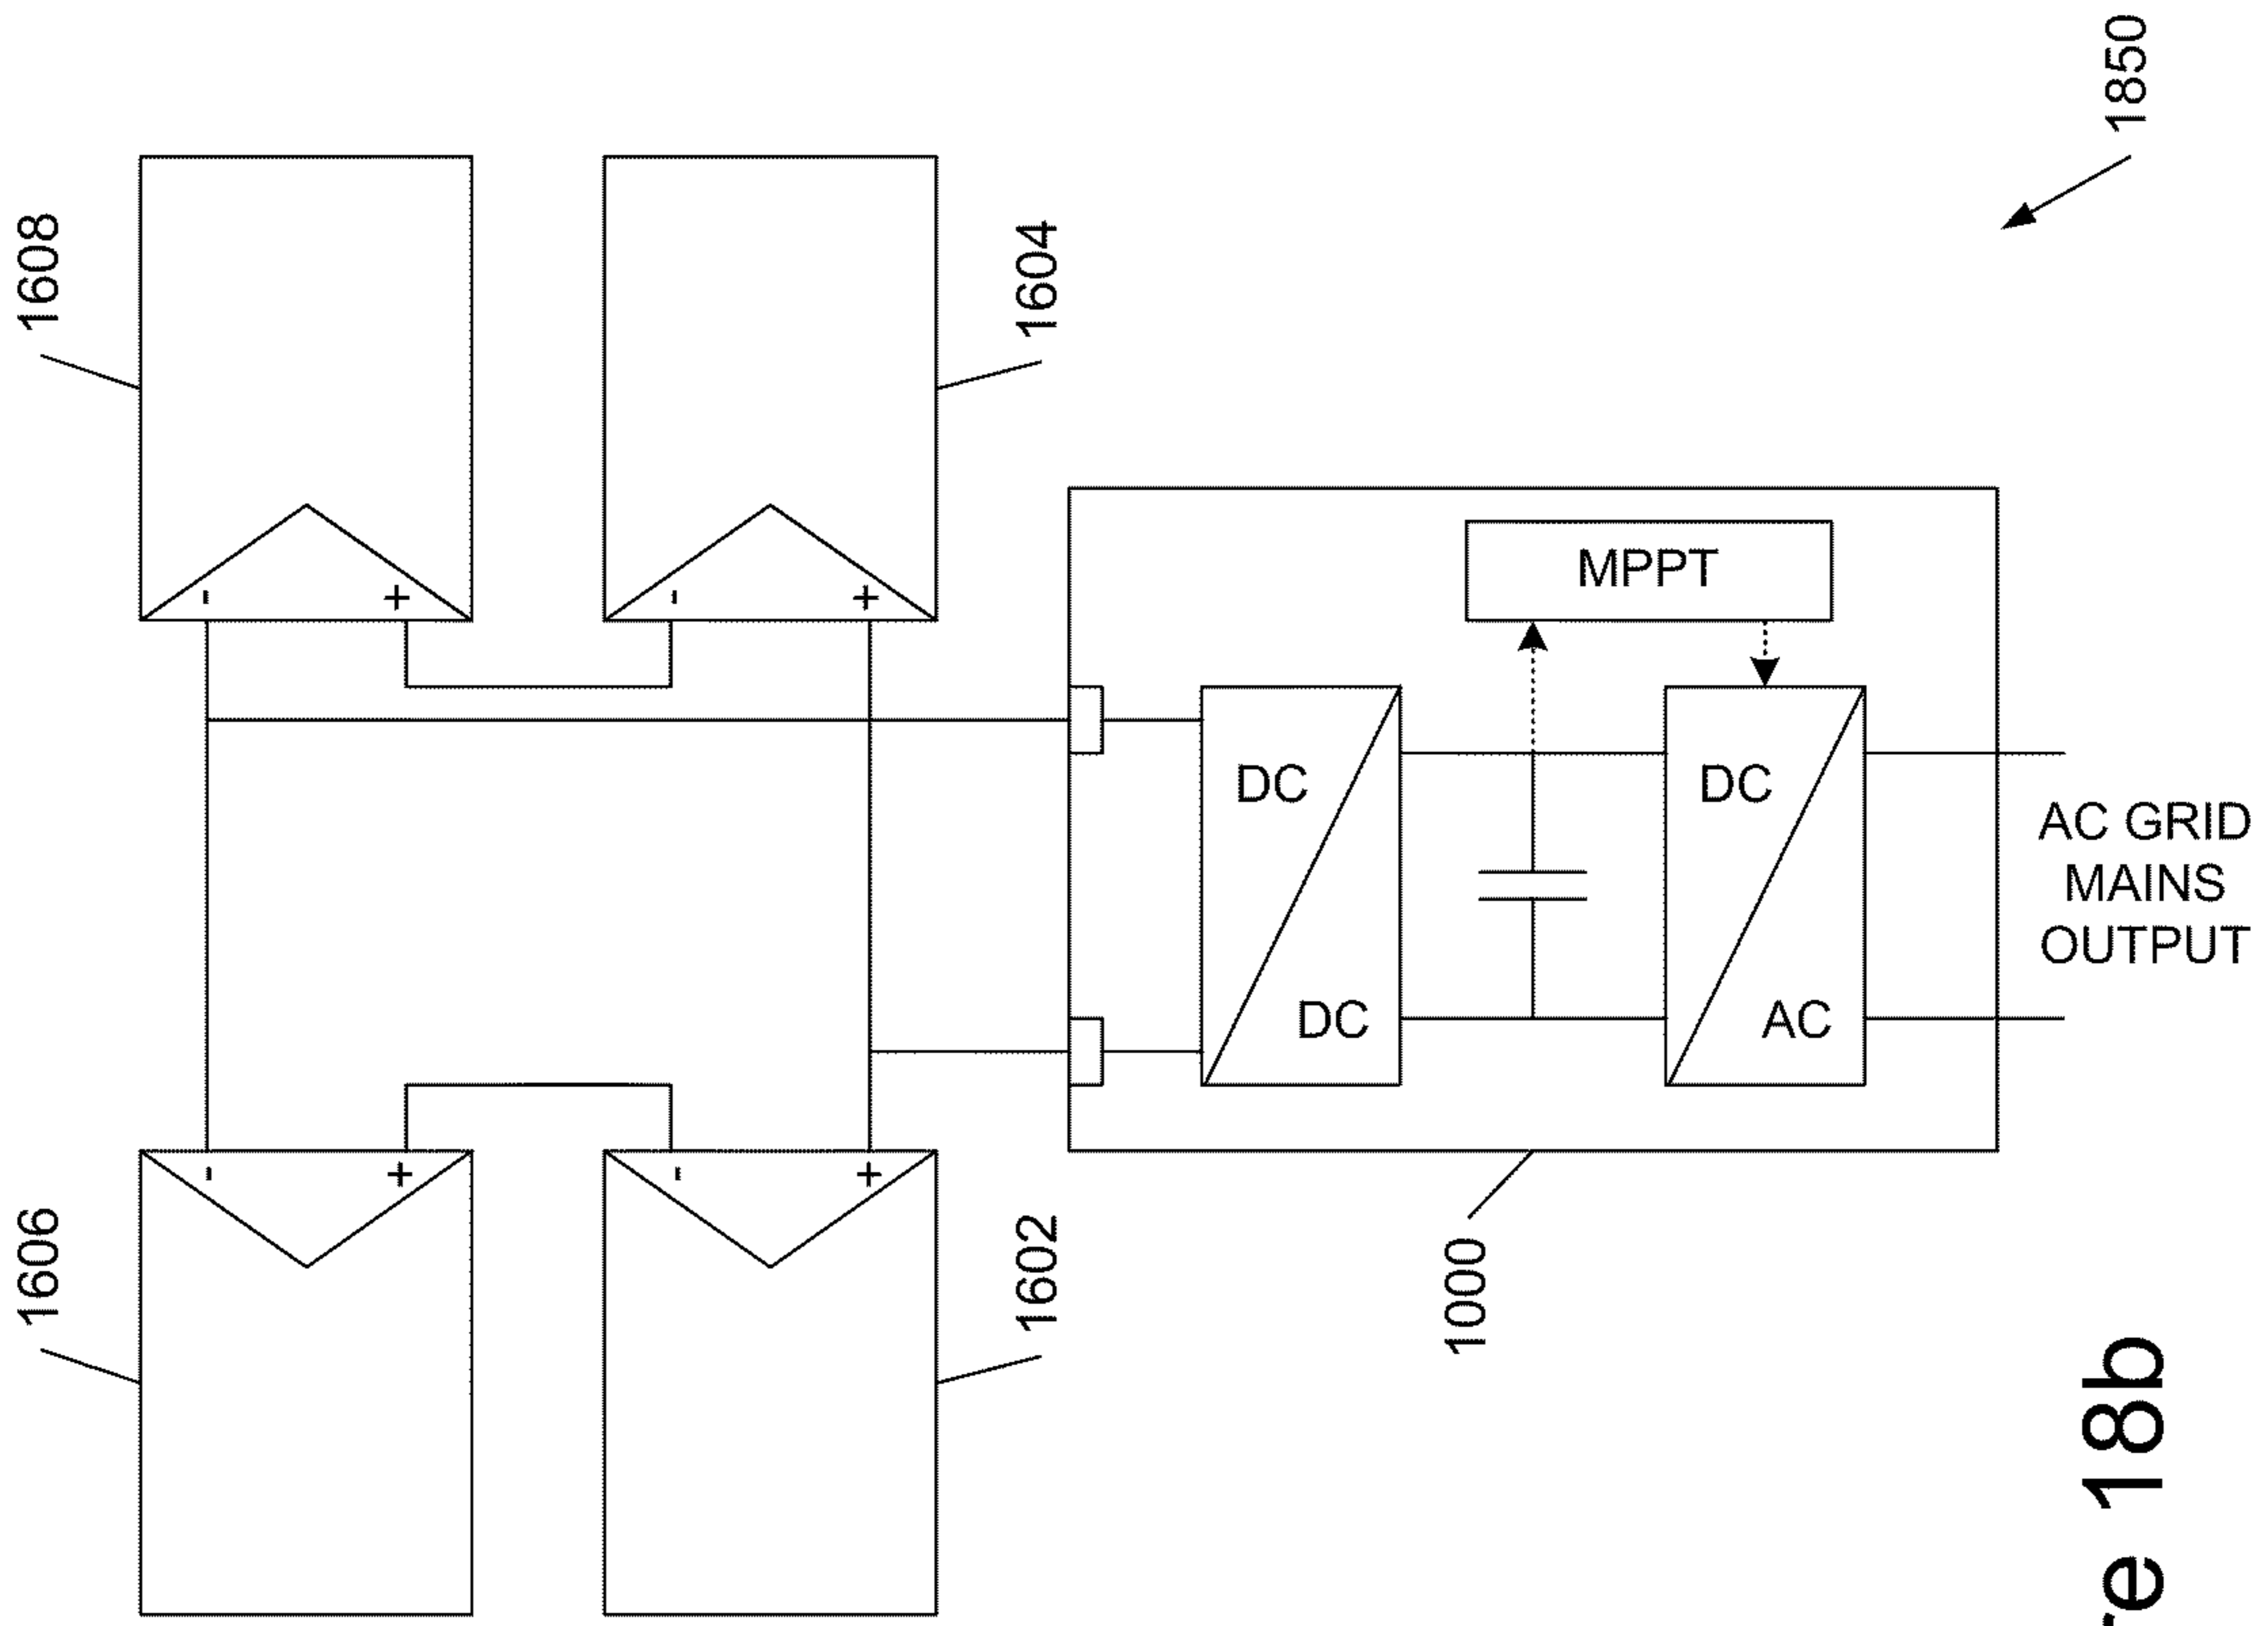 1608
1604
1850
-
+
-
+
MPPT
DC
DC
DC
AC
AC GRID
MAINS
OUTPUT
-
+
-
+
1606
1602
1000
re 18b